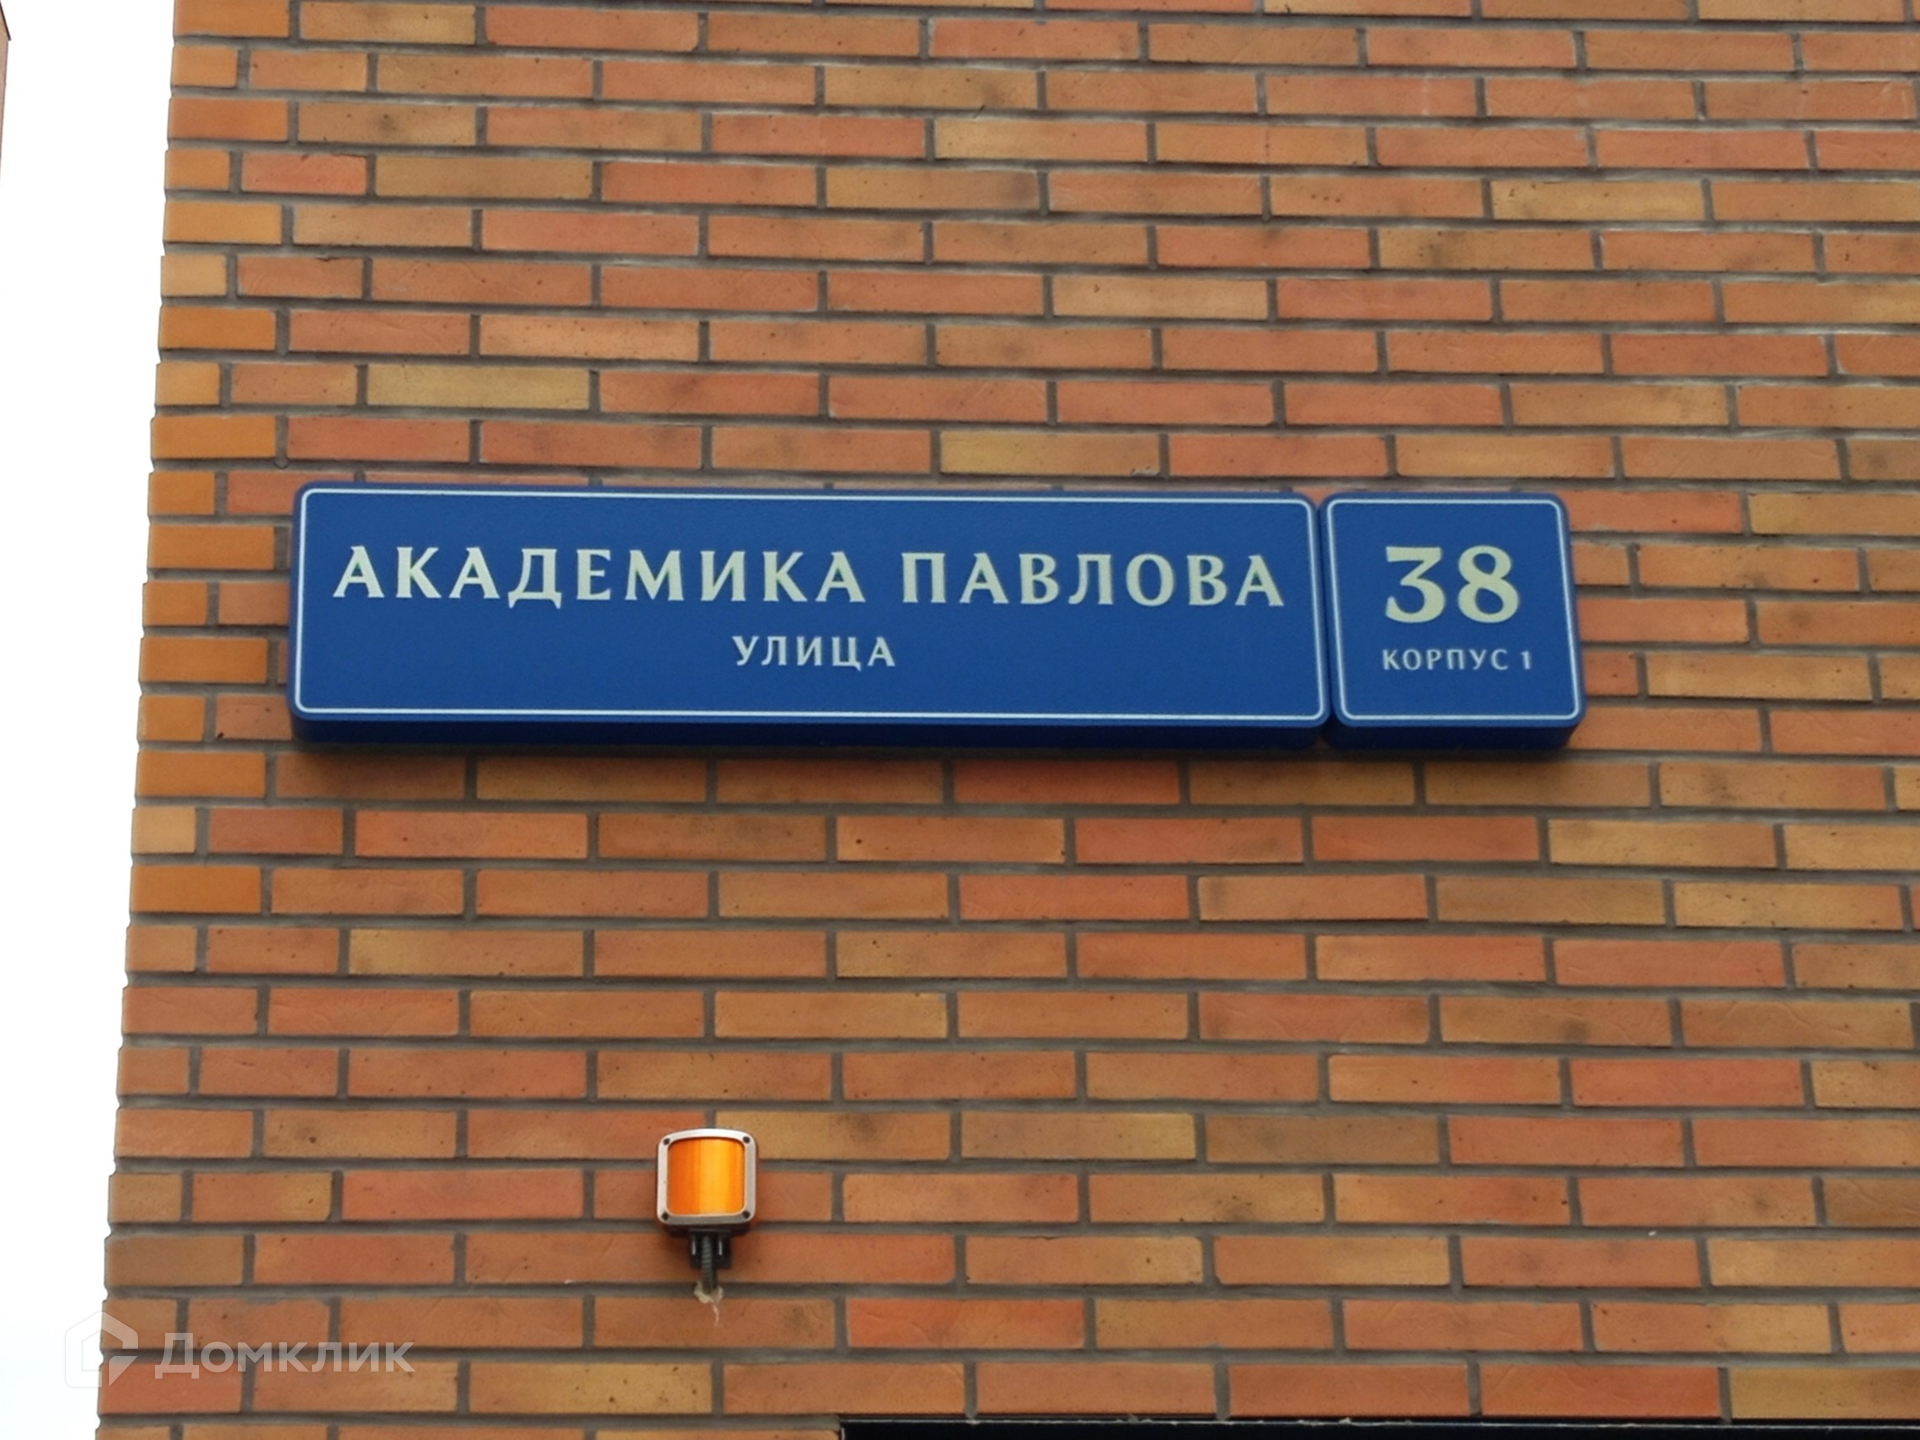 АКАДЕМИКА ПАВЛОВА
УЛИЦА
38
КОРПУС 1
Домклик